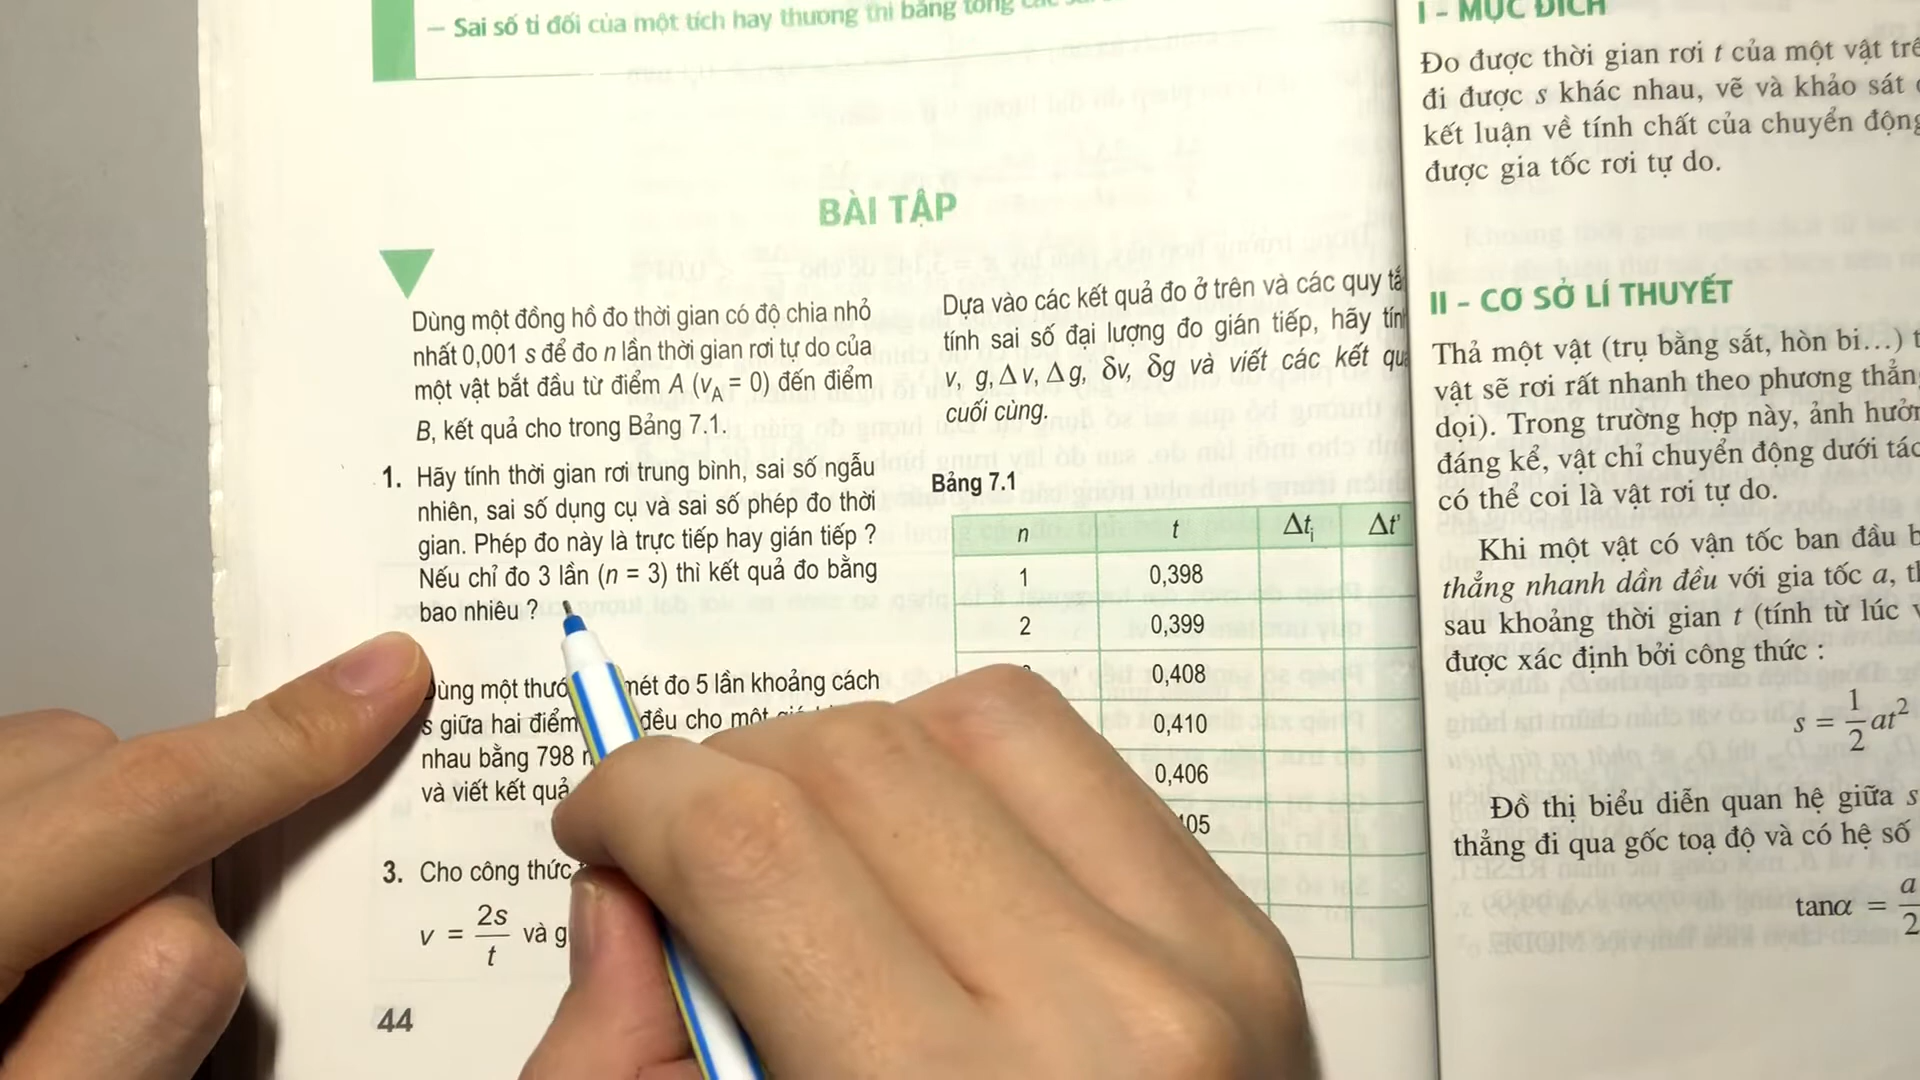 — Sai số tỉ đối của một tích hay thương thì bằng tổng các
BÀI TẬP
Dùng một đồng hồ đo thời gian có độ chia nhỏ
nhất 0,001 s để đo n lần thời gian rơi tự do của
một vật bắt đầu từ điểm A (vA = 0) đến điểm
B, kết quả cho trong Bảng 7.1.
1. Hãy tính thời gian rơi trung bình, sai số ngẫu
nhiên, sai số dụng cụ và sai số phép đo thời
gian. Phép đo này là trực tiếp hay gián tiếp ?
Nếu chỉ đo 3 lần (n = 3) thì kết quả đo bằng
bao nhiêu ?
Dùng một mét đo 5 lần khoảng cách
s giữa hai điểm đều cho một
nhau bằng 798
và viết kết quả
3. Cho công thức
v = 2s/t và g
44
Dựa vào các kết quả đo ở trên và các quy
tính sai số đại lượng đo gián tiếp, hãy
v, g, Δv, Δg, δv, δg và viết các kết
cuối cùng.
Bảng 7.1
n t Δti Δt'
1 0,398
2 0,399
0,408
0,410
0,406
05
I - MỤC ĐÍCH
Đo được thời gian rơi t của một vật
đi được s khác nhau, vẽ và khảo sát
kết luận về tính chất của chuyển động
được gia tốc rơi tự do.
II - CƠ SỞ LÍ THUYẾT
Thả một vật (trụ bằng sắt, hòn bi...)
vật sẽ rơi rất nhanh theo phương thẳng
dọi). Trong trường hợp này, ảnh
đáng kể, vật chỉ chuyển động dưới tác
có thể coi là vật rơi tự do.
Khi một vật có vận tốc ban đầu
thẳng nhanh dần đều với gia tốc a,
sau khoảng thời gian t (tính từ lúc
được xác định bởi công thức :
s = 1/2 at²
Đồ thị biểu diễn quan hệ giữa s
thẳng đi qua gốc toạ độ và có hệ số
tanα = a/2